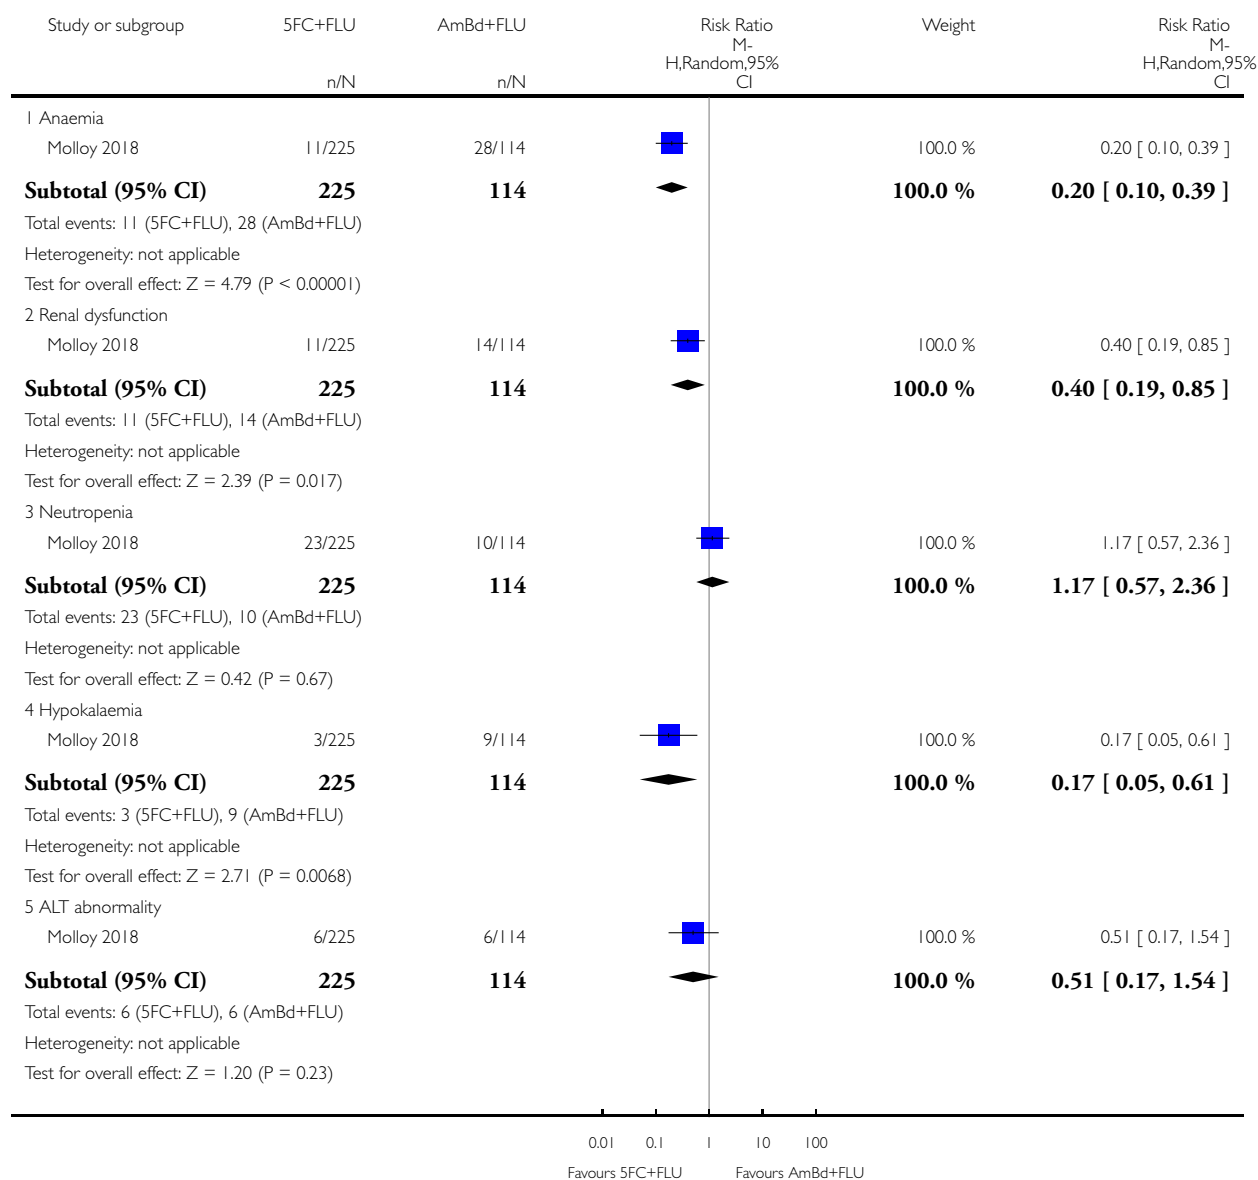 Study or subgroup 5FC+FLU AmBd+FLU Risk Ratio Weight Risk Ratio
M- M-
H,Random,95% H,Random,95%
n/N n/N CI CI
1 Anaemia
Molloy 2018 11/225 28/114 100.0 % 0.20 [ 0.10, 0.39 ]
Subtotal (95% CI) 225 114 100.0 % 0.20 [ 0.10, 0.39 ]
Total events: 11 (5FC+FLU), 28 (AmBd+FLU)
Heterogeneity: not applicable
Test for overall effect: Z = 4.79 (P < 0.00001)
2 Renal dysfunction
Molloy 2018 11/225 14/114 100.0 % 0.40 [ 0.19, 0.85 ]
Subtotal (95% CI) 225 114 100.0 % 0.40 [ 0.19, 0.85 ]
Total events: 11 (5FC+FLU), 14 (AmBd+FLU)
Heterogeneity: not applicable
Test for overall effect: Z = 2.39 (P = 0.017)
3 Neutropenia
Molloy 2018 23/225 10/114 100.0 % 1.17 [ 0.57, 2.36 ]
Subtotal (95% CI) 225 114 100.0 % 1.17 [ 0.57, 2.36 ]
Total events: 23 (5FC+FLU), 10 (AmBd+FLU)
Heterogeneity: not applicable
Test for overall effect: Z = 0.42 (P = 0.67)
4 Hypokalaemia
Molloy 2018 3/225 9/114 100.0 % 0.17 [ 0.05, 0.61 ]
Subtotal (95% CI) 225 114 100.0 % 0.17 [ 0.05, 0.61 ]
Total events: 3 (5FC+FLU), 9 (AmBd+FLU)
Heterogeneity: not applicable
Test for overall effect: Z = 2.71 (P = 0.0068)
5 ALT abnormality
Molloy 2018 6/225 6/114 100.0 % 0.51 [ 0.17, 1.54 ]
Subtotal (95% CI) 225 114 100.0 % 0.51 [ 0.17, 1.54 ]
Total events: 6 (5FC+FLU), 6 (AmBd+FLU)
Heterogeneity: not applicable
Test for overall effect: Z = 1.20 (P = 0.23)
0.01 0.1 1 10 100
Favours 5FC+FLU Favours AmBd+FLU